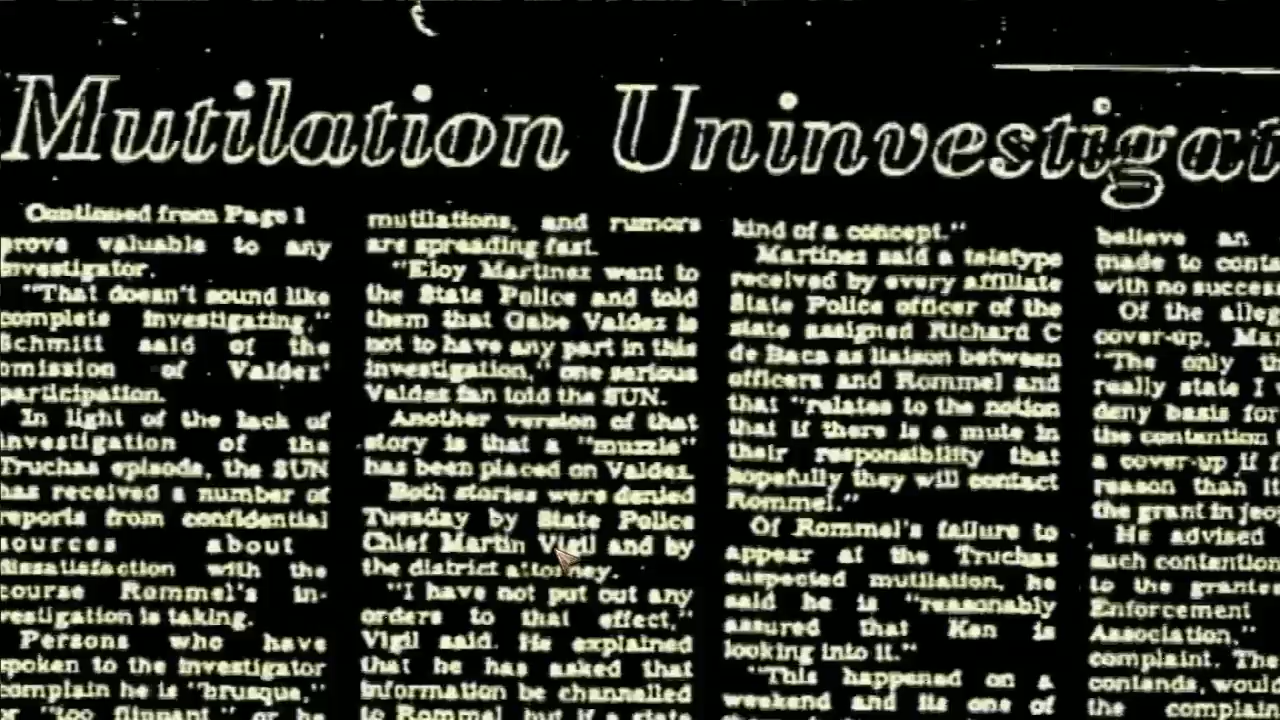 Mutilation Uninvestigat
Continued from Page 1
prove valuable to any
investigator.
"That doesn't sound like
complete investigating,"
Schmitt said of the
omission of Valdez'
participation.
In light of the lack of
investigation of the
Truchas episode, the SUN
has received a number of
reports from confidential
sources about
dissatisfaction with the
course Rommel's in-
vestigation is taking.
Persons who have
spoken to the investigator
complain he is "brusque,"
or "too flippant," or he
mutilations, and rumors
are spreading fast.
"Eloy Martinez went to
the State Police and told
them that Gabe Valdez is
not to have any part in this
investigation," one serious
Valdez fan told the SUN.
Another version of that
story is that a "muzzle"
has been placed on Valdez.
Both stories were denied
Tuesday by State Police
Chief Martin Vigil and by
the district attorney.
"I have not put out any
orders to that effect,"
Vigil said. He explained
that he has asked that
information be channelled
to Rommel, but if a state
kind of a concept."
Martinez said a teletype
received by every affiliate
State Police officer of the
state assigned Richard C
de Baca as liaison between
officers and Rommel and
that "relates to the notion
that if there is a mute in
their responsibility that
hopefully they will contact
Rommel."
Of Rommel's failure to
appear at the Truchas
suspected mutilation, he
said he is "reasonably
assured that Ken is
looking into it."
"This happened on a
weekend and its one of
believe an
made to conta
with no success
Of the alleg
cover-up, Mar
"The only th
really state I
deny basis for
the contention
a cover-up if f
reason than it
the grant in jeop
He advised
such contention
to the grantee
Enforcement
Association."
complaint. The
contends, would
the complain